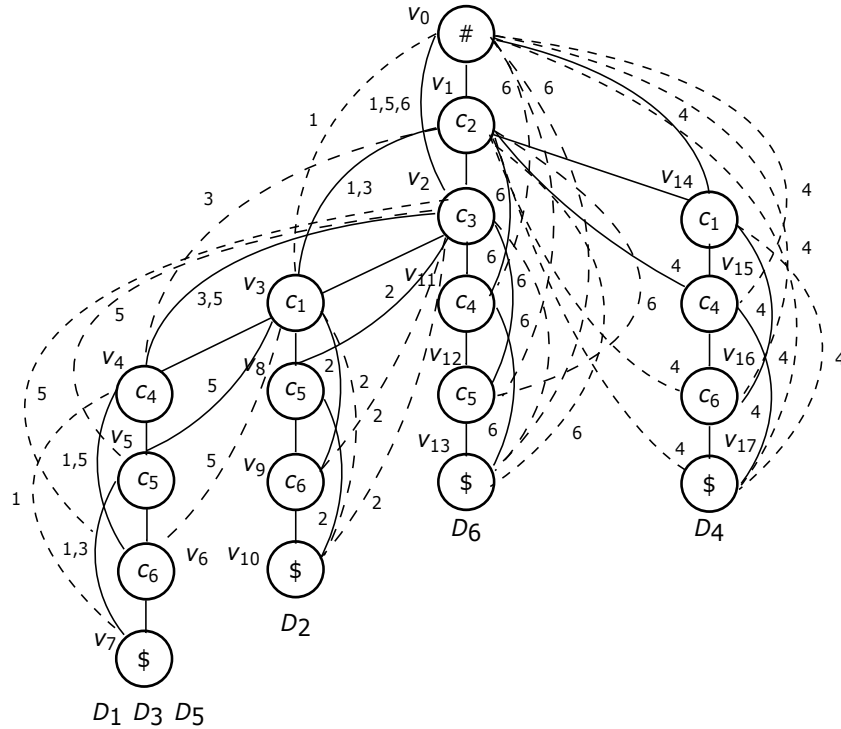 v0 #
v1
6 6
1,5,6
1 c2 4
v2 v14
1,3
3 6 4
c3 c1
v3 v11 6 4 v15
3,5 2 4
c1 c4 c4
5 6 6 4
v4 v8 v12 v16
5 2 2 4 4 4
c4 c5 c5 c6
5 2
v5 v9 v13 v17
1,5 5 6 6 4 4
c5 c6 $ $
1 2 2
D6 D4
1,3 v6 v10
c6 $
v7 D2
$
D1 D3 D5